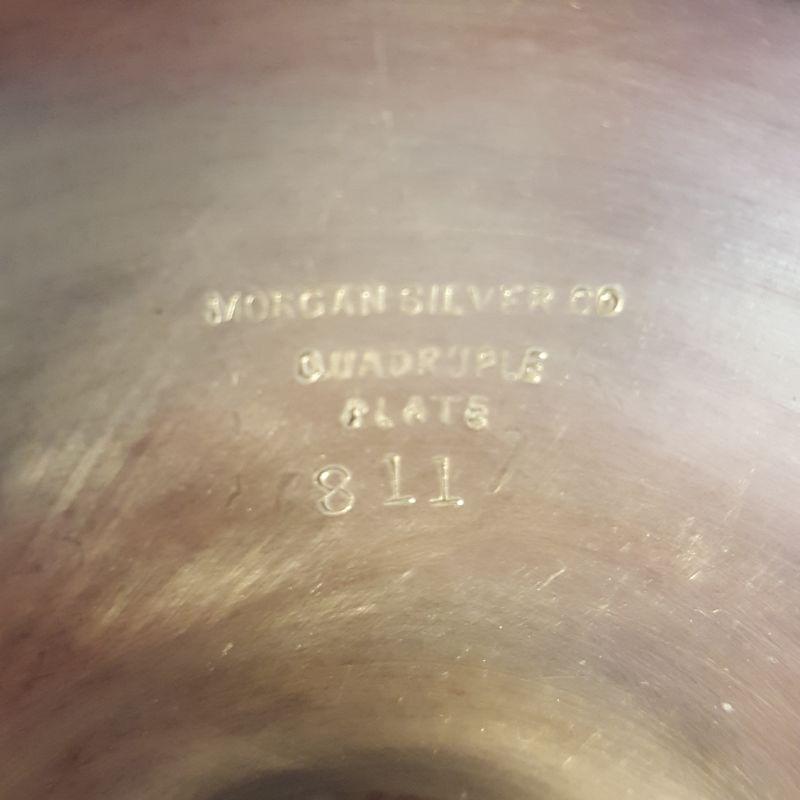 MORGAN SILVER CO
QUADRUPLE
PLATE
811